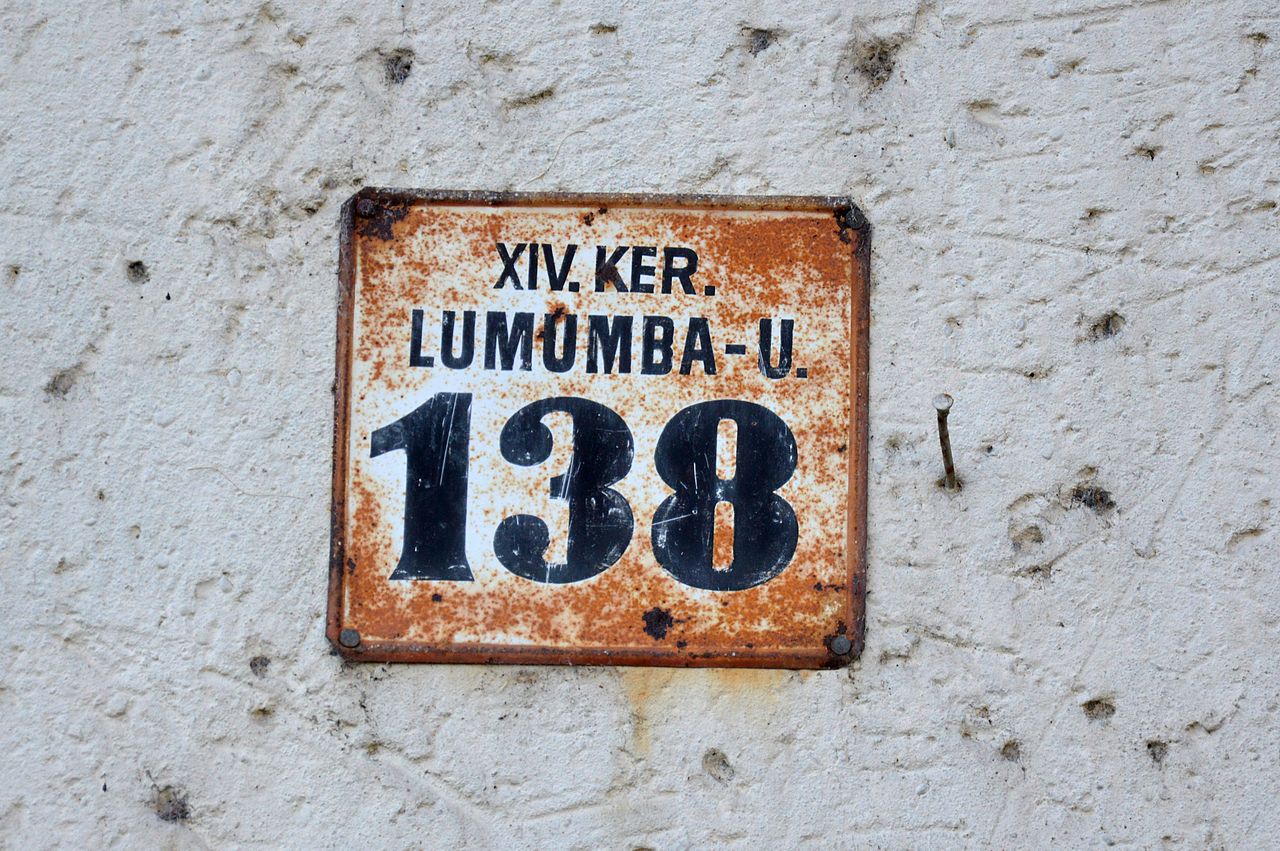 XIV. KER.
LUMUMBA-U.
138